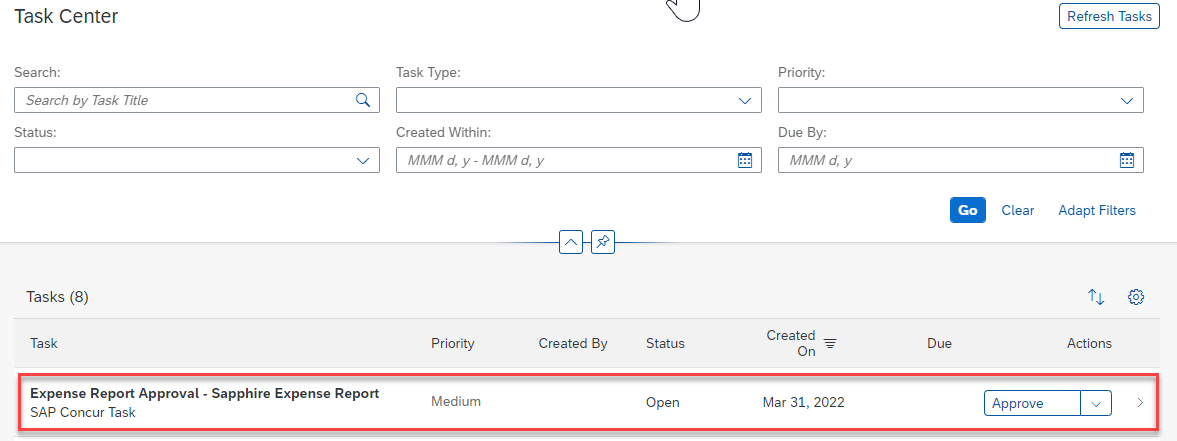 Task Center
Refresh Tasks
Search:
Task Type:
Priority:
Search by Task Title
Status:
Created Within:
Due By:
MMM d, y - MMM d, y
MMM d, y
Go
Clear
Adapt Filters
Tasks (8)
Task
Priority
Created By
Status
Created On
Due
Actions
Expense Report Approval - Sapphire Expense Report
SAP Concur Task
Medium
Open
Mar 31, 2022
Approve